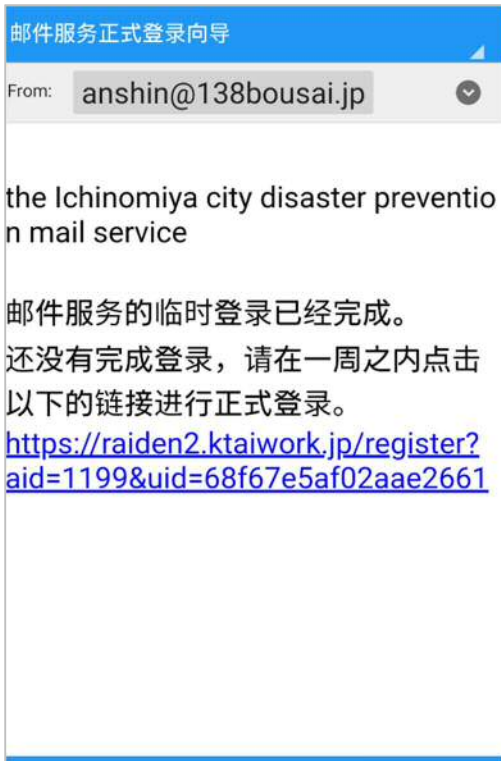 邮件服务正式登录向导
From: anshin@138bousai.jp
the Ichinomiya city disaster preventio
n mail service
邮件服务的临时登录已经完成。
还没有完成登录，请在一周之内点击
以下的链接进行正式登录。
https://raiden2.ktaiwork.jp/register?
aid=1199&uid=68f67e5af02aae2661